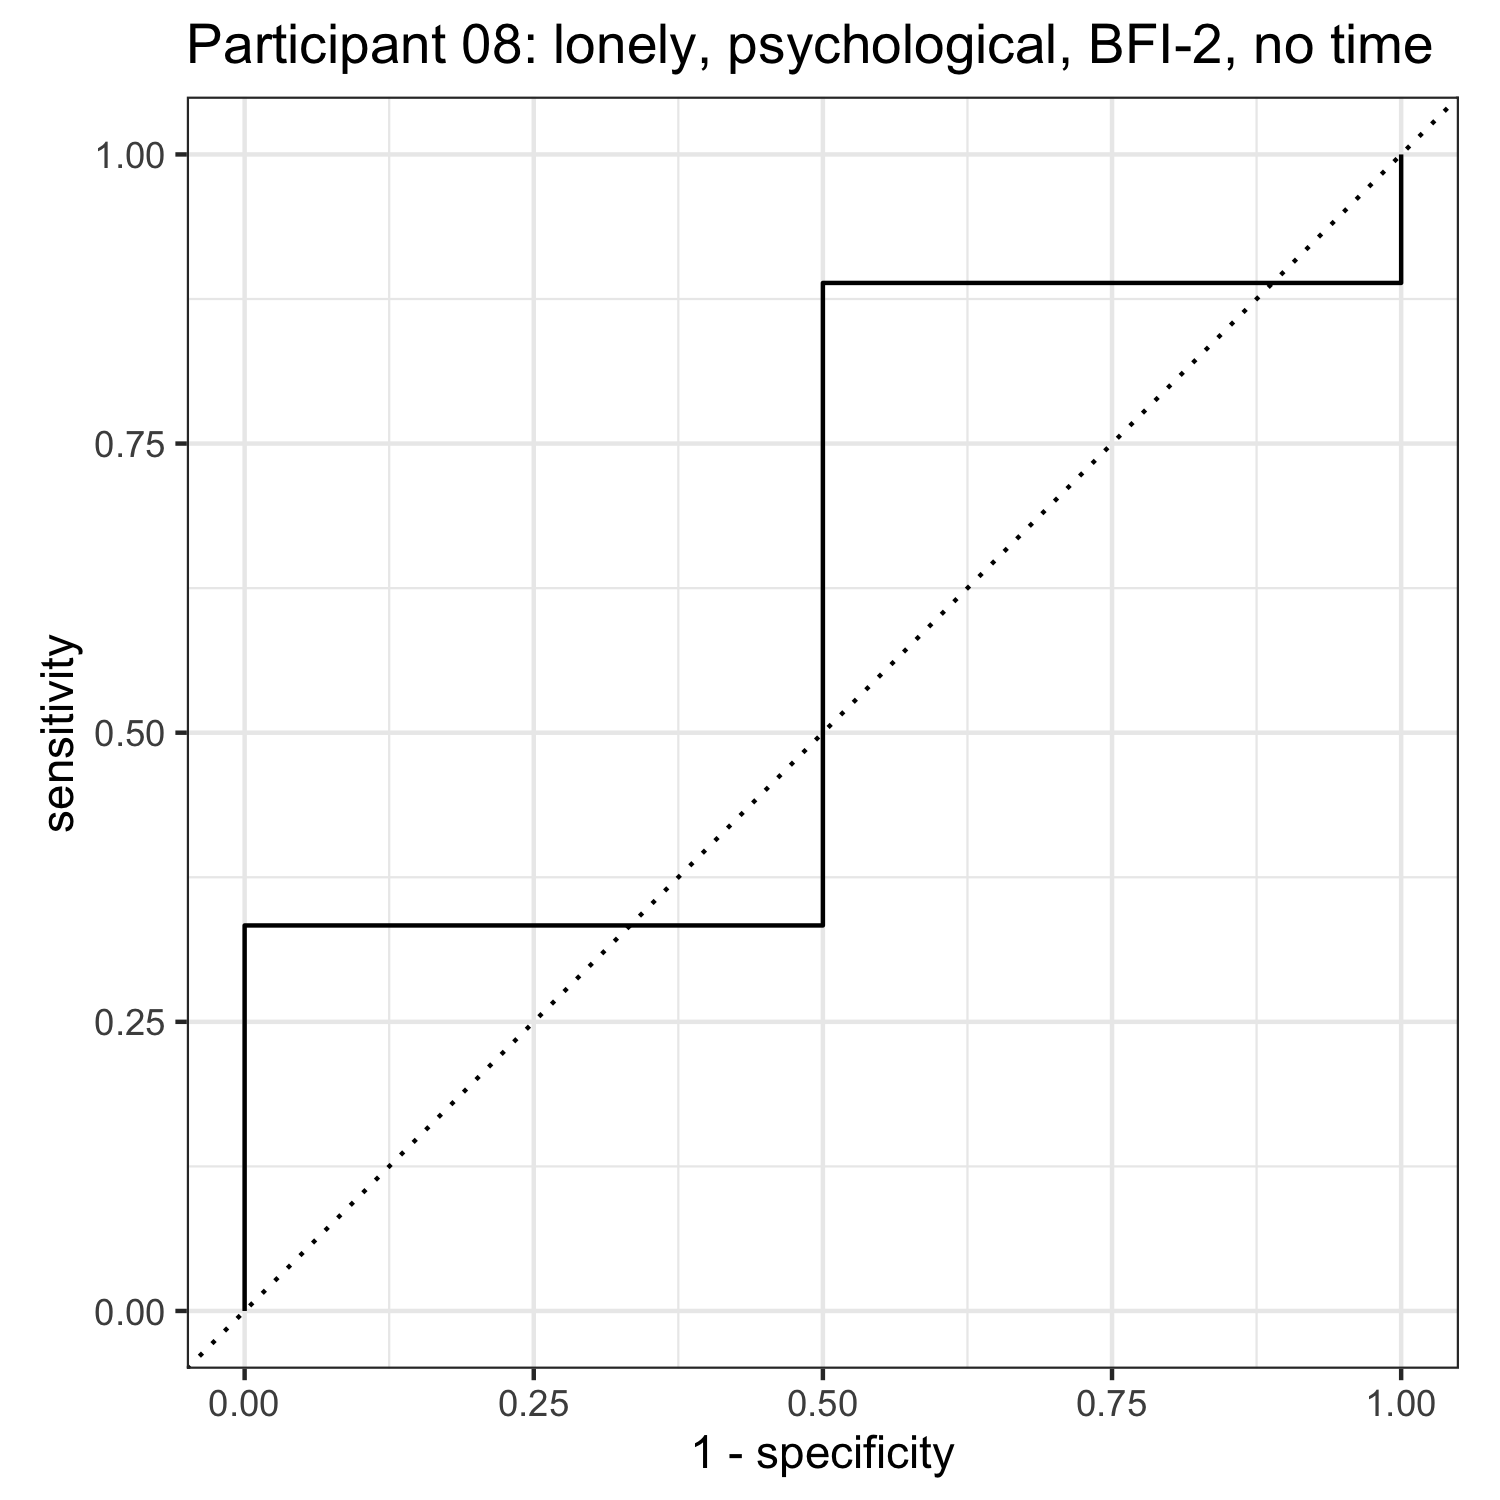 Participant 08: lonely, psychological, BFI-2, no time
1.00
0.75
0.50
0.25
0.00
sensitivity
0.00 0.25 0.50 0.75 1.00
1 - specificity